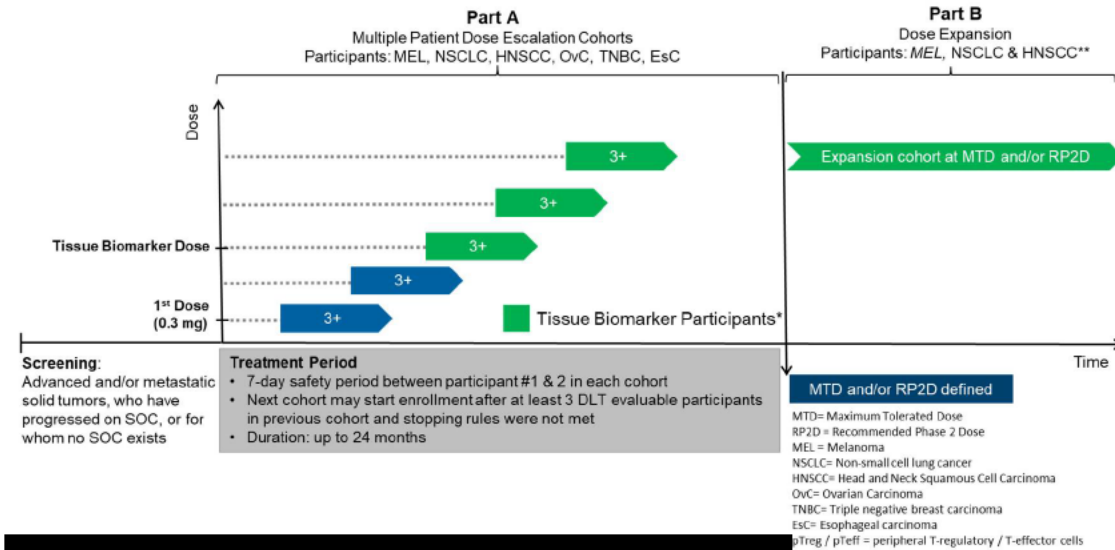 Part A
Multiple Patient Dose Escalation Cohorts
Participants: MEL, NSCLC, HNSCC, OvC, TNBC, EsC
Part B
Dose Expansion
Participants: MEL, NSCLC & HNSCC**
Dose
3+
Expansion cohort at MTD and/or RP2D
3+
Tissue Biomarker Dose
3+
3+
1st Dose
(0.3 mg)
3+
Tissue Biomarker Participants*
Time
Screening:
Advanced and/or metastatic
solid tumors, who have
progressed on SOC, or for
whom no SOC exists
Treatment Period
• 7-day safety period between participant #1 & 2 in each cohort
• Next cohort may start enrollment after at least 3 DLT evaluable participants
in previous cohort and stopping rules were not met
• Duration: up to 24 months
MTD and/or RP2D defined
MTD= Maximum Tolerated Dose
RP2D = Recommended Phase 2 Dose
MEL = Melanoma
NSCLC= Non-small cell lung cancer
HNSCC= Head and Neck Squamous Cell Carcinoma
OvC= Ovarian Carcinoma
TNBC= Triple negative breast carcinoma
EsC= Esophageal carcinoma
pTreg / pTeff = peripheral T-regulatory / T-effector cells